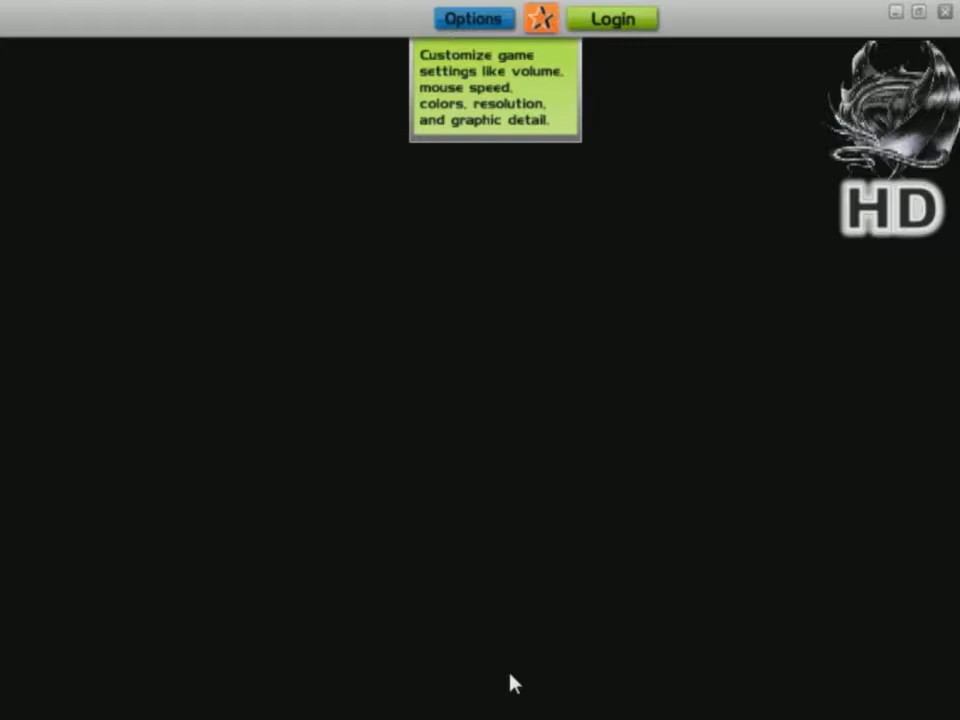 Options
Login
Customize game
settings like volume,
mouse speed,
colors, resolution,
and graphic detail.
HD